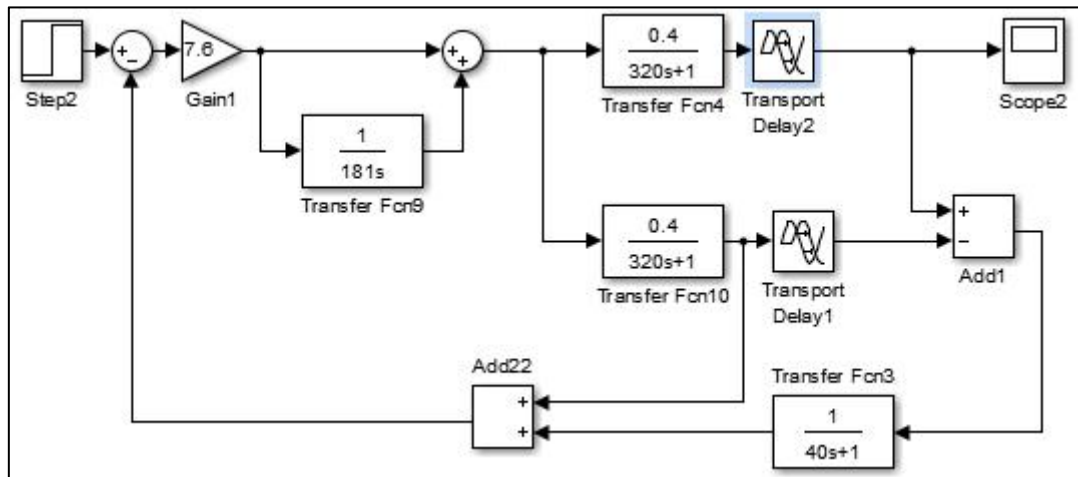 Step2
+
−
7.6
Gain1
1
181s
Transfer Fcn9
+
+
0.4
320s+1
Transfer Fcn4
Transport
Delay2
Scope2
0.4
320s+1
Transfer Fcn10
Transport
Delay1
+
−
Add1
Add22
+
+
Transfer Fcn3
1
40s+1